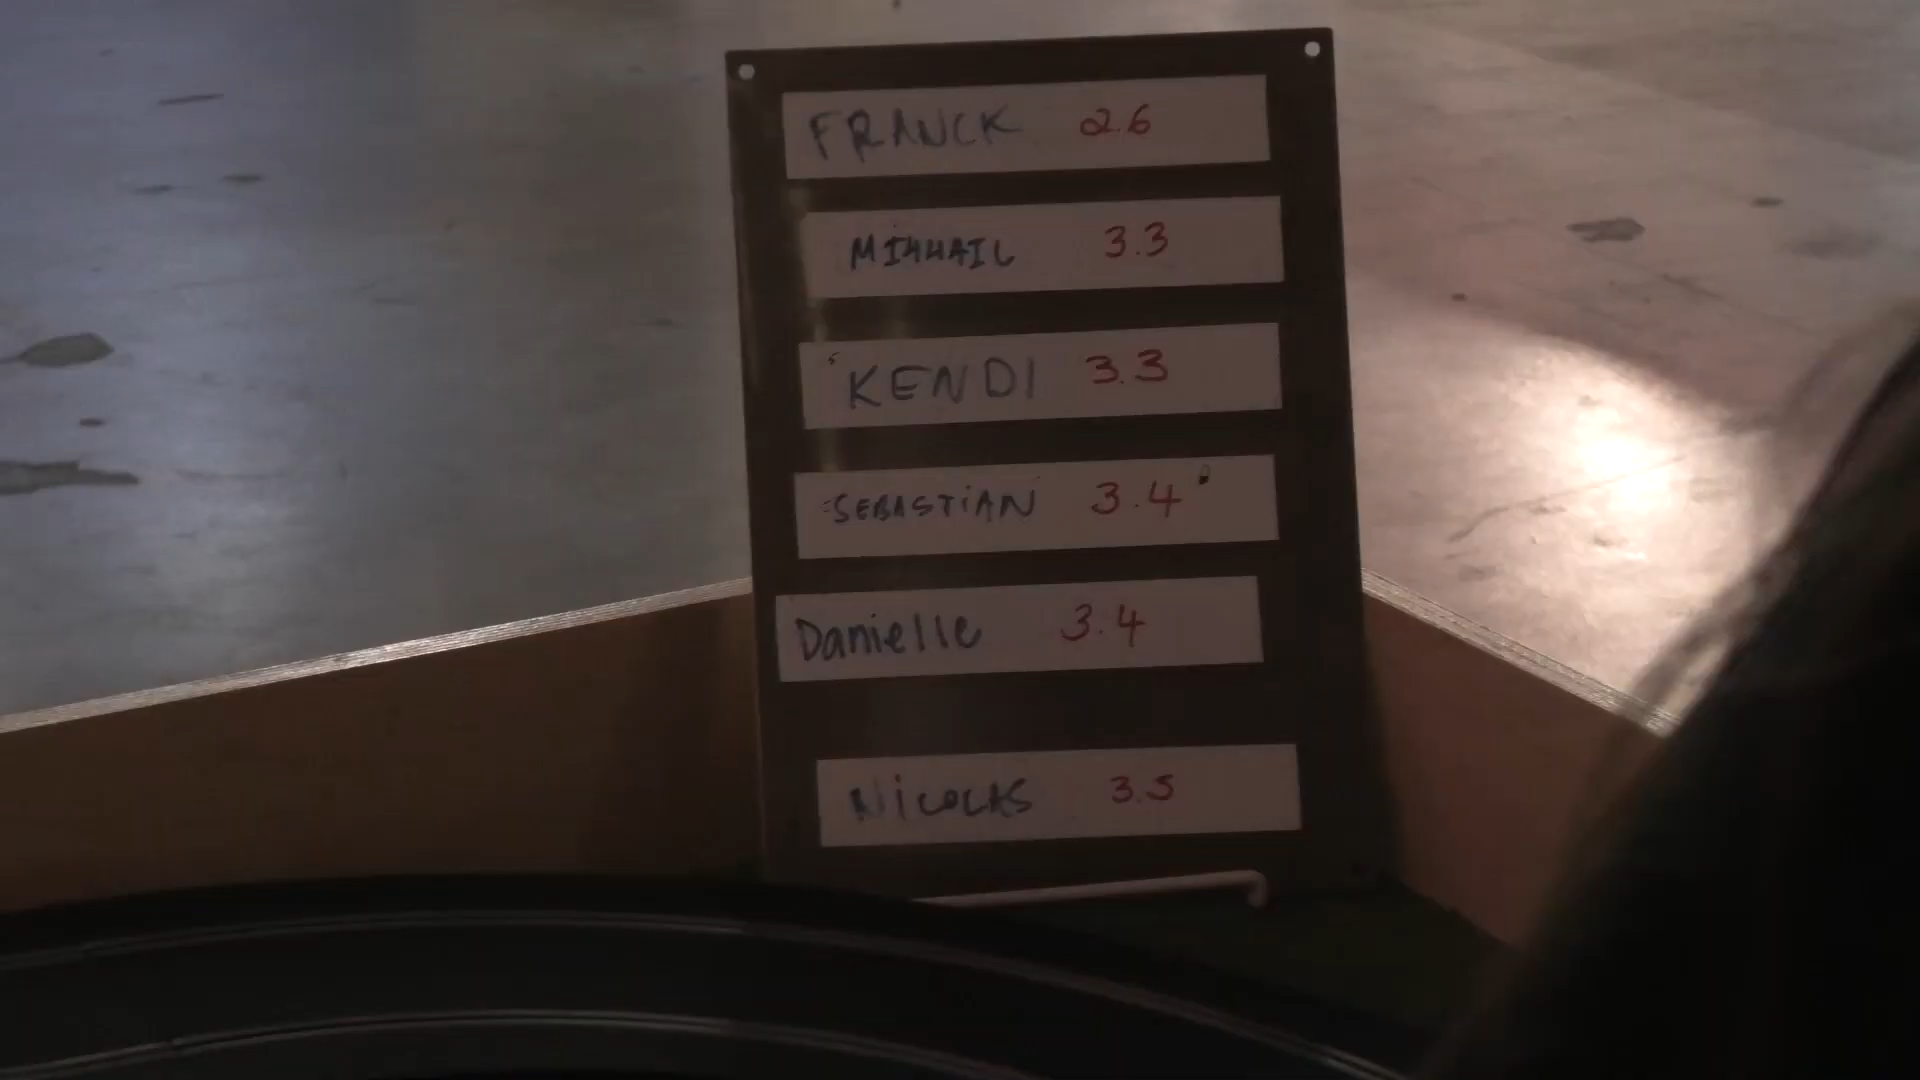 FRANCK 2.6
MIHHAIL 3.3
KENDI 3.3
SEBASTIAN 3.4
Danielle 3.4
NICOLAS 3.5